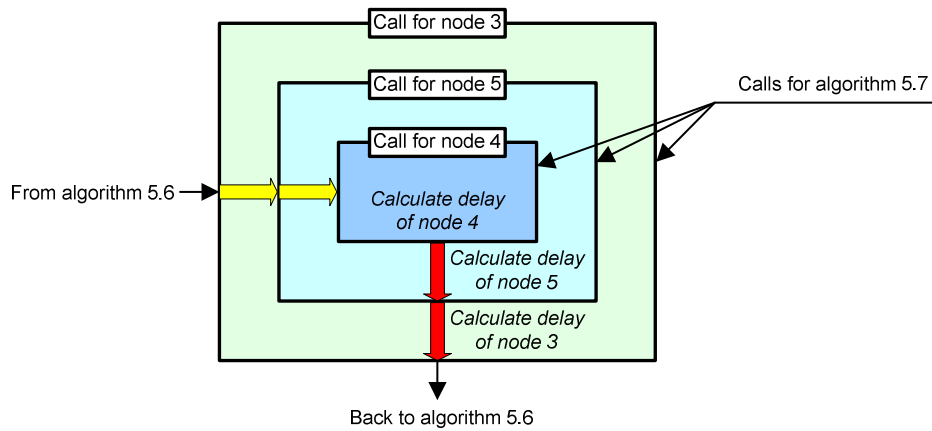 Call for node 3
Call for node 5
Calls for algorithm 5.7
Call for node 4
From algorithm 5.6
Calculate delay
of node 4
Calculate delay
of node 5
Calculate delay
of node 3
Back to algorithm 5.6